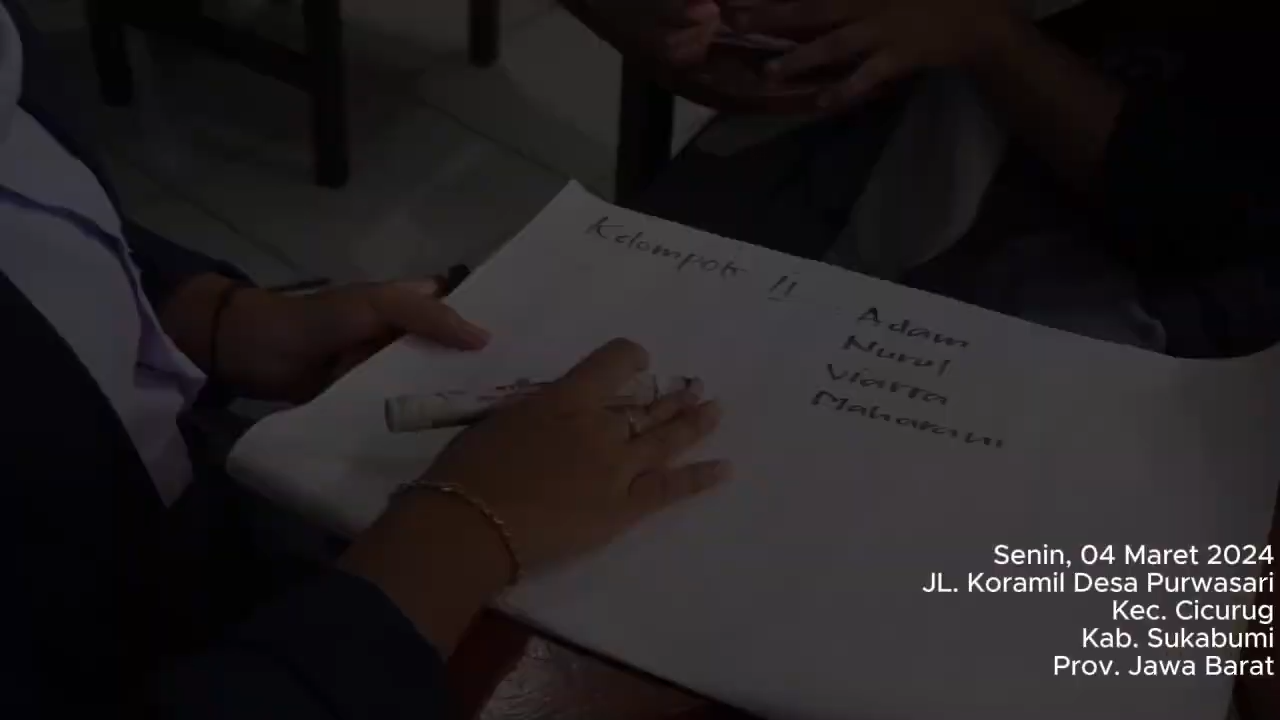 Kelompok II
Adam
Nurul
Viarra
Maharani
Senin, 04 Maret 2024
JL. Koramil Desa Purwasari
Kec. Cicurug
Kab. Sukabumi
Prov. Jawa Barat